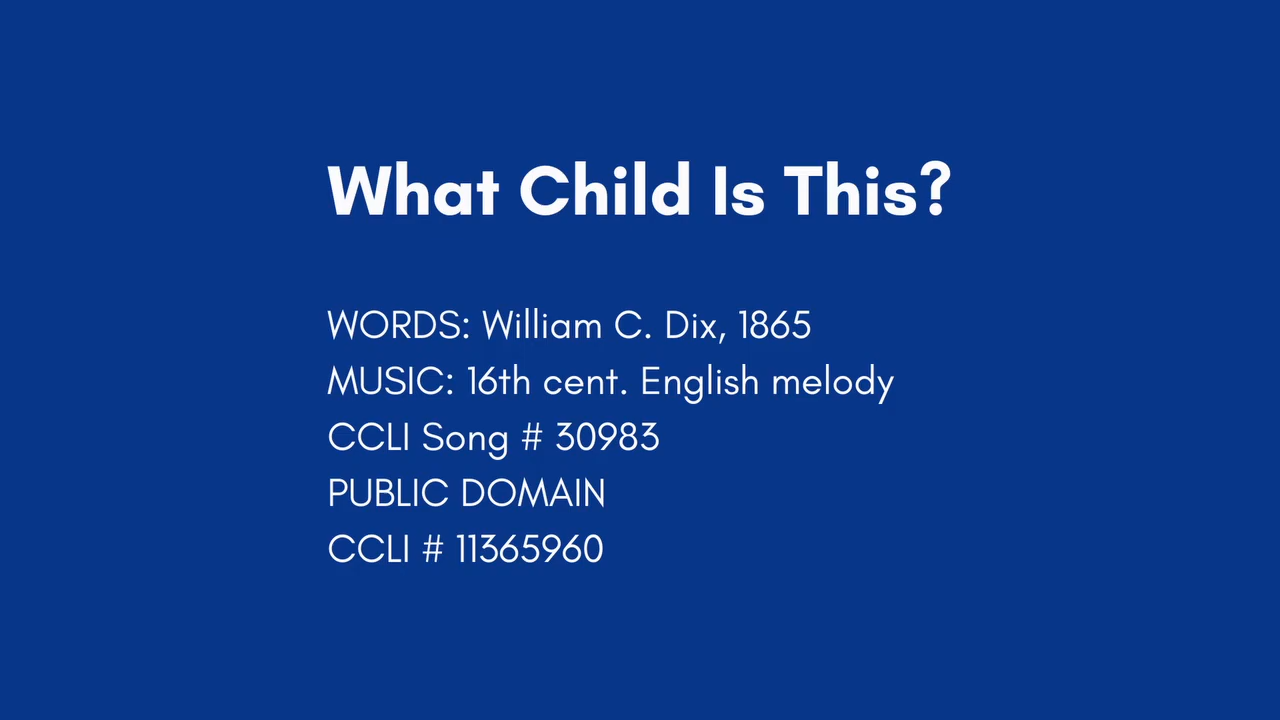 What Child Is This?
WORDS: William C. Dix, 1865
MUSIC: 16th cent. English melody
CCLI Song # 30983
PUBLIC DOMAIN
CCLI # 11365960